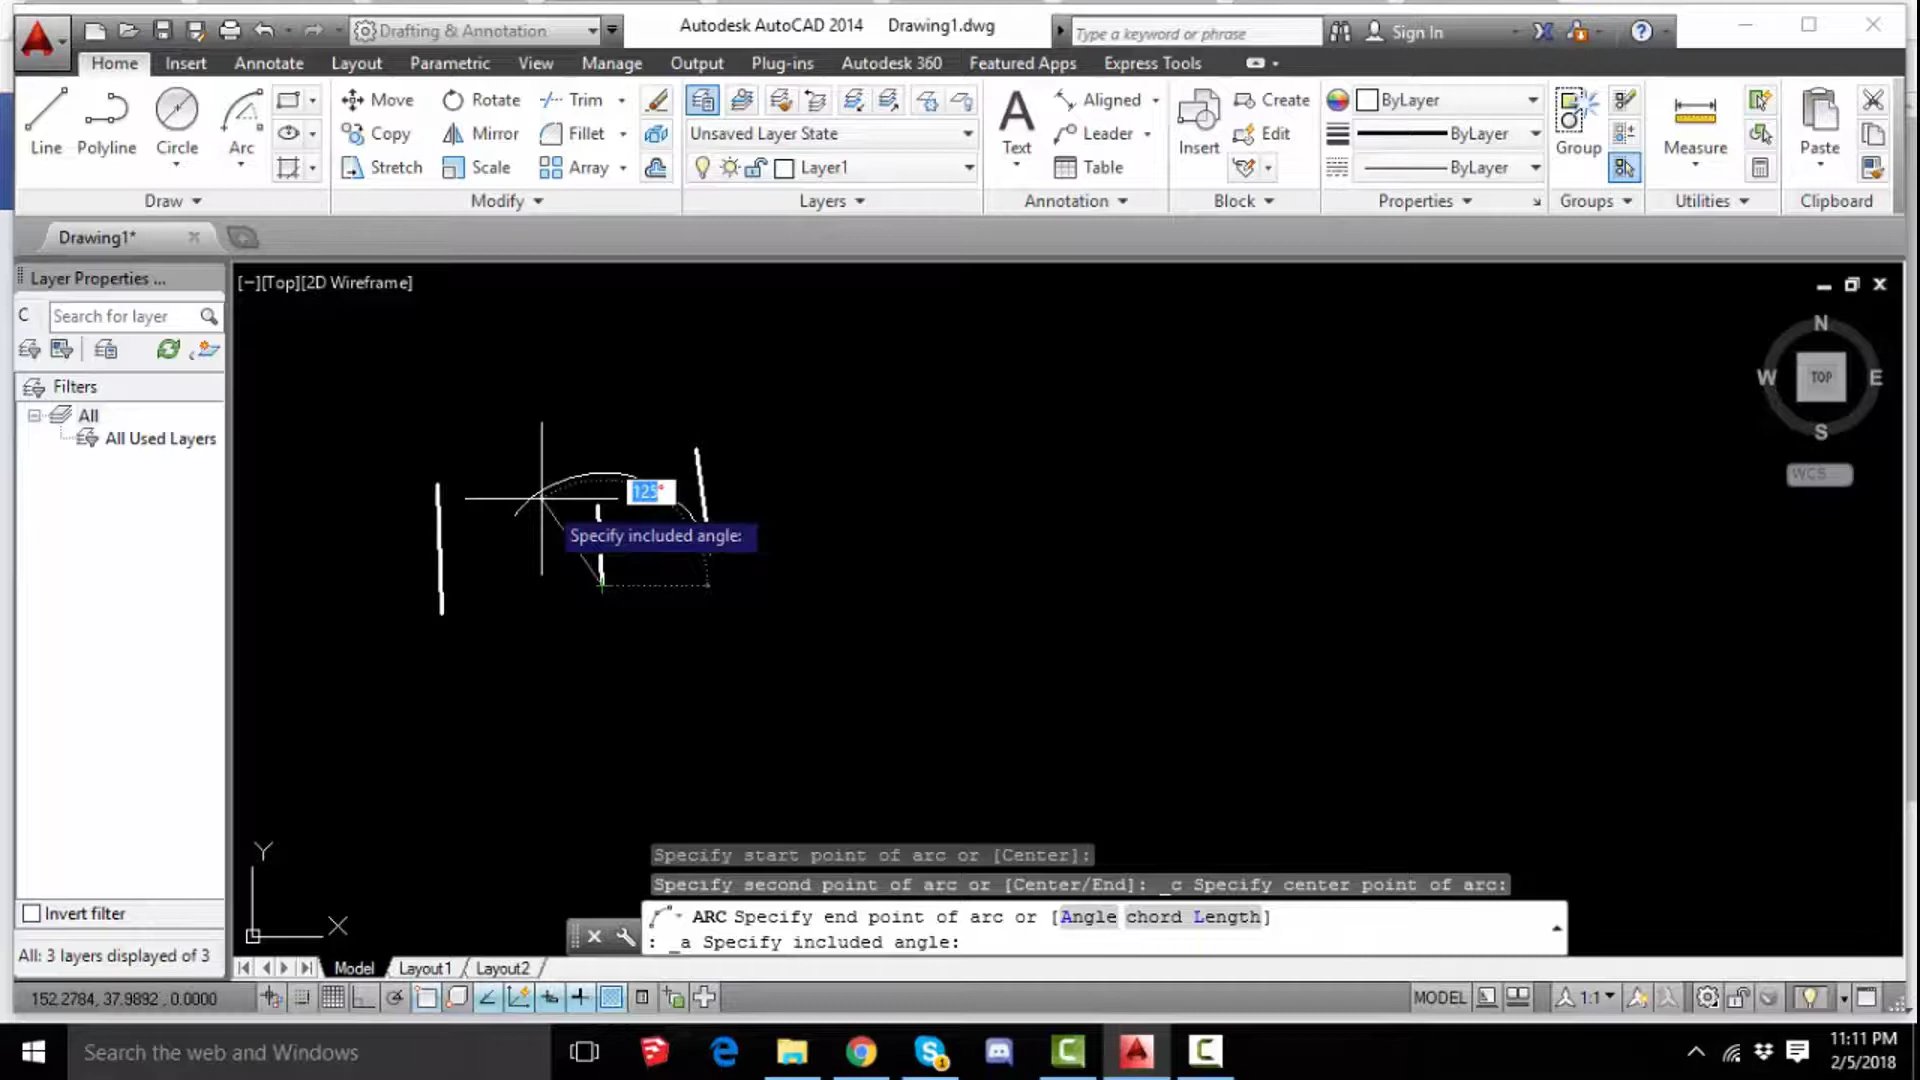 Drafting & Annotation
Autodesk AutoCAD 2014 Drawing1.dwg
Type a keyword or phrase
Sign In
Home Insert Annotate Layout Parametric View Manage Output Plug-ins Autodesk 360 Featured Apps Express Tools
Line Polyline Circle Arc
Draw
Move Rotate Trim
Copy Mirror Fillet
Stretch Scale Array
Modify
Unsaved Layer State
Layer1
Layers
Text
Aligned
Leader
Table
Annotation
Insert
Create
Edit
Block
ByLayer
ByLayer
ByLayer
Properties
Group
Groups
Measure
Utilities
Paste
Clipboard
Drawing1*
Layer Properties ...
C Search for layer
Filters
All
All Used Layers
Invert filter
All: 3 layers displayed of 3
[−][Top][2D Wireframe]
N
W TOP E
S
WCS
125°
Specify included angle:
Y
X
Specify start point of arc or [Center]:
Specify second point of arc or [Center/End]: _c Specify center point of arc:
ARC Specify end point of arc or [Angle chord Length]
: _a Specify included angle:
Model Layout1 Layout2
152.2784, 37.9892 , 0.0000
MODEL 1:1
Search the web and Windows
1
11:11 PM
2/5/2018